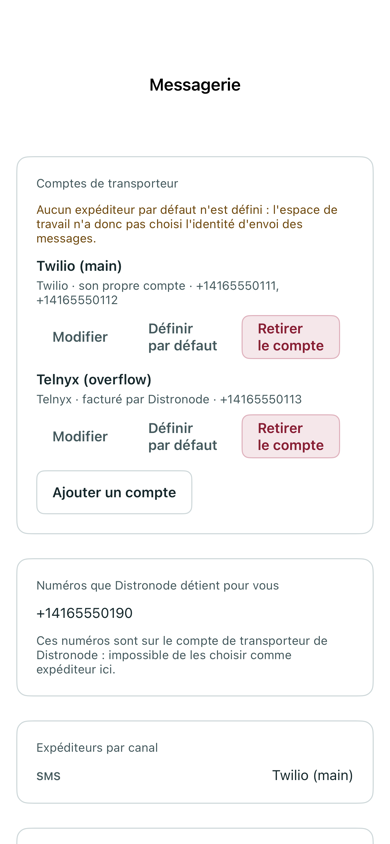 Messagerie
Comptes de transporteur
Aucun expéditeur par défaut n'est défini : l'espace de
travail n'a donc pas choisi l'identité d'envoi des
messages.
Twilio (main)
Twilio · son propre compte · +14165550111,
+14165550112
Modifier
Définir
par défaut
Retirer
le compte
Telnyx (overflow)
Telnyx · facturé par Distronode · +14165550113
Modifier
Définir
par défaut
Retirer
le compte
Ajouter un compte
Numéros que Distronode détient pour vous
+14165550190
Ces numéros sont sur le compte de transporteur de
Distronode : impossible de les choisir comme
expéditeur ici.
Expéditeurs par canal
SMS
Twilio (main)